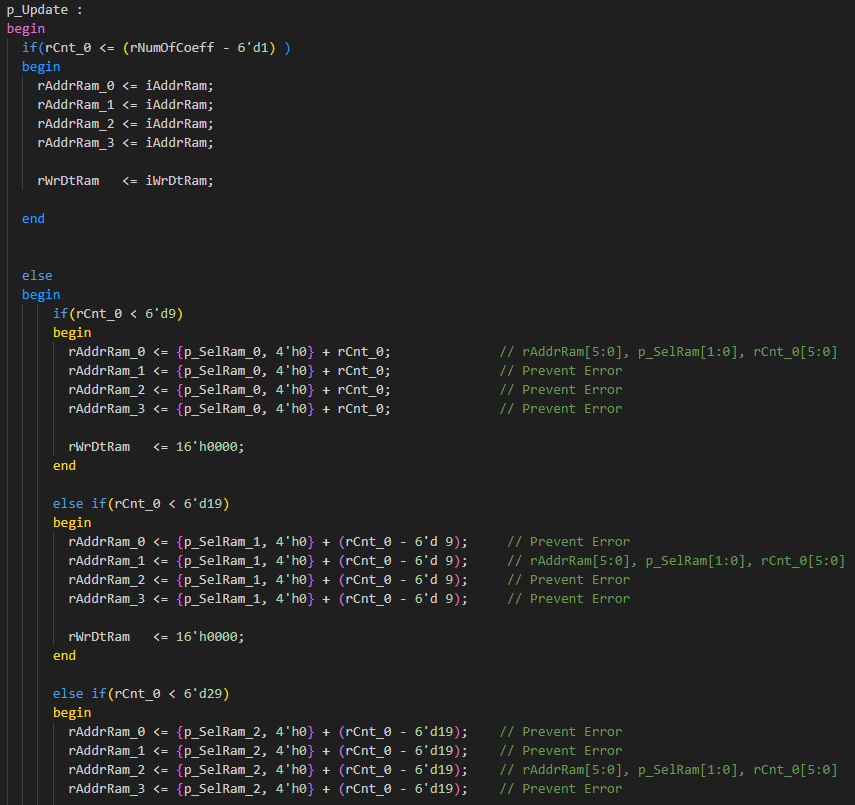 p_Update :
begin
  if(rCnt_0 <= (rNumOfCoeff - 6'd1) )
  begin
    rAddrRam_0 <= iAddrRam;
    rAddrRam_1 <= iAddrRam;
    rAddrRam_2 <= iAddrRam;
    rAddrRam_3 <= iAddrRam;

    rWrDtRam   <= iWrDtRam;

  end


  else
  begin
      if(rCnt_0 < 6'd9)
      begin
        rAddrRam_0 <= {p_SelRam_0, 4'h0} + rCnt_0;              // rAddrRam[5:0], p_SelRam[1:0], rCnt_0[5:0]
        rAddrRam_1 <= {p_SelRam_0, 4'h0} + rCnt_0;              // Prevent Error
        rAddrRam_2 <= {p_SelRam_0, 4'h0} + rCnt_0;              // Prevent Error
        rAddrRam_3 <= {p_SelRam_0, 4'h0} + rCnt_0;              // Prevent Error

        rWrDtRam   <= 16'h0000;
      end

      else if(rCnt_0 < 6'd19)
      begin
        rAddrRam_0 <= {p_SelRam_1, 4'h0} + (rCnt_0 - 6'd 9);     // Prevent Error
        rAddrRam_1 <= {p_SelRam_1, 4'h0} + (rCnt_0 - 6'd 9);     // rAddrRam[5:0], p_SelRam[1:0], rCnt_0[5:0]
        rAddrRam_2 <= {p_SelRam_1, 4'h0} + (rCnt_0 - 6'd 9);     // Prevent Error
        rAddrRam_3 <= {p_SelRam_1, 4'h0} + (rCnt_0 - 6'd 9);     // Prevent Error

        rWrDtRam   <= 16'h0000;
      end

      else if(rCnt_0 < 6'd29)
      begin
        rAddrRam_0 <= {p_SelRam_2, 4'h0} + (rCnt_0 - 6'd19);    // Prevent Error
        rAddrRam_1 <= {p_SelRam_2, 4'h0} + (rCnt_0 - 6'd19);    // Prevent Error
        rAddrRam_2 <= {p_SelRam_2, 4'h0} + (rCnt_0 - 6'd19);    // rAddrRam[5:0], p_SelRam[1:0], rCnt_0[5:0]
        rAddrRam_3 <= {p_SelRam_2, 4'h0} + (rCnt_0 - 6'd19);    // Prevent Error